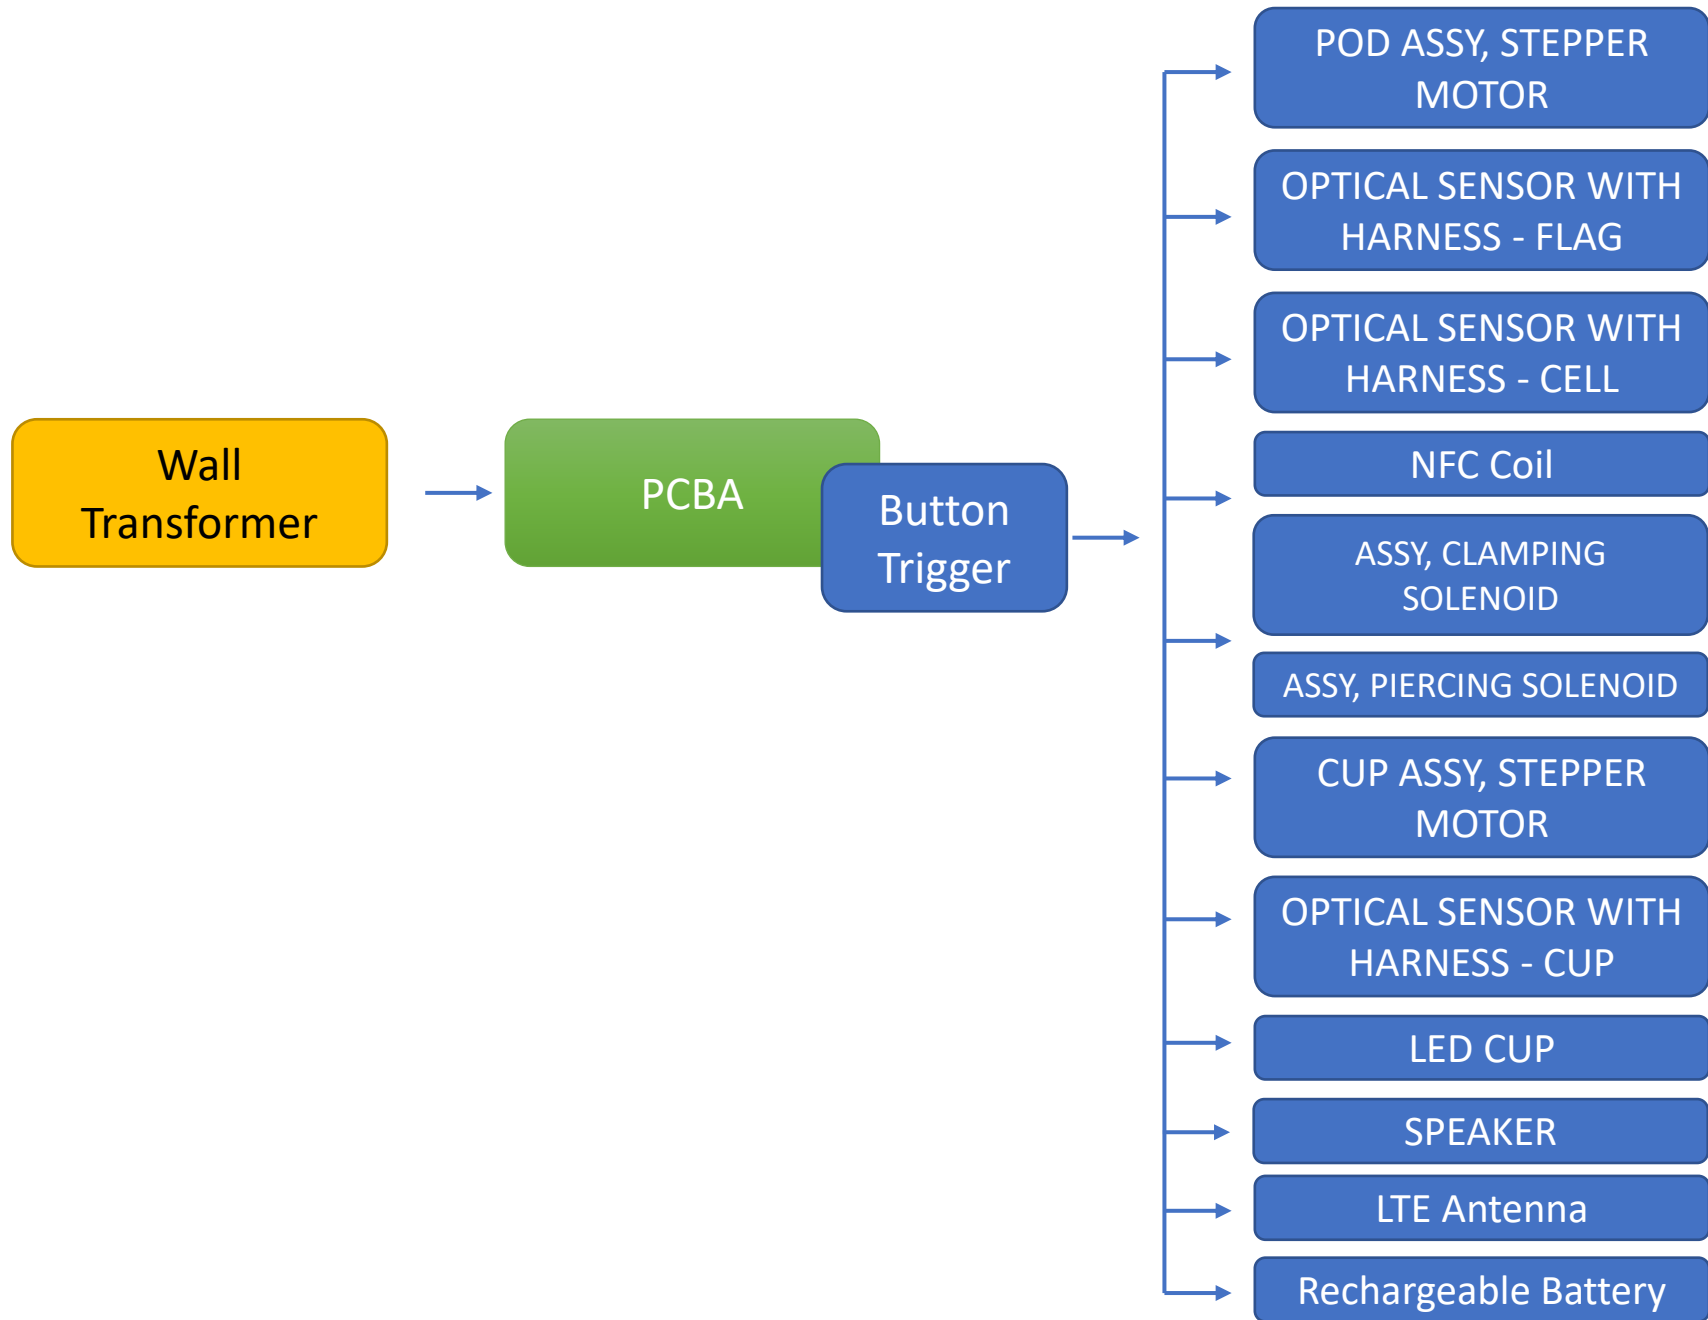 Wall
Transformer
PCBA
Button
Trigger
POD ASSY, STEPPER
MOTOR
OPTICAL SENSOR WITH
HARNESS - FLAG
OPTICAL SENSOR WITH
HARNESS - CELL
NFC Coil
ASSY, CLAMPING
SOLENOID
ASSY, PIERCING SOLENOID
CUP ASSY, STEPPER
MOTOR
OPTICAL SENSOR WITH
HARNESS - CUP
LED CUP
SPEAKER
LTE Antenna
Rechargeable Battery